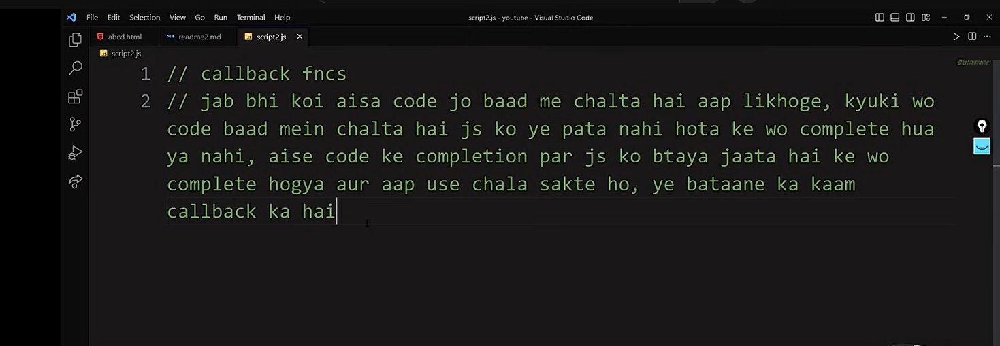 File Edit Selection View Go Run Terminal Help script2.js - youtube - Visual Studio Code
abcd.html readme2.md script2.js
script2.js
1 // callback fncs
2 // jab bhi koi aisa code jo baad me chalta hai aap likhoge, kyuki wo
code baad mein chalta hai js ko ye pata nahi hota ke wo complete hua
ya nahi, aise code ke completion par js ko btaya jaata hai ke wo
complete hogya aur aap use chala sakte ho, ye bataane ka kaam
callback ka hai